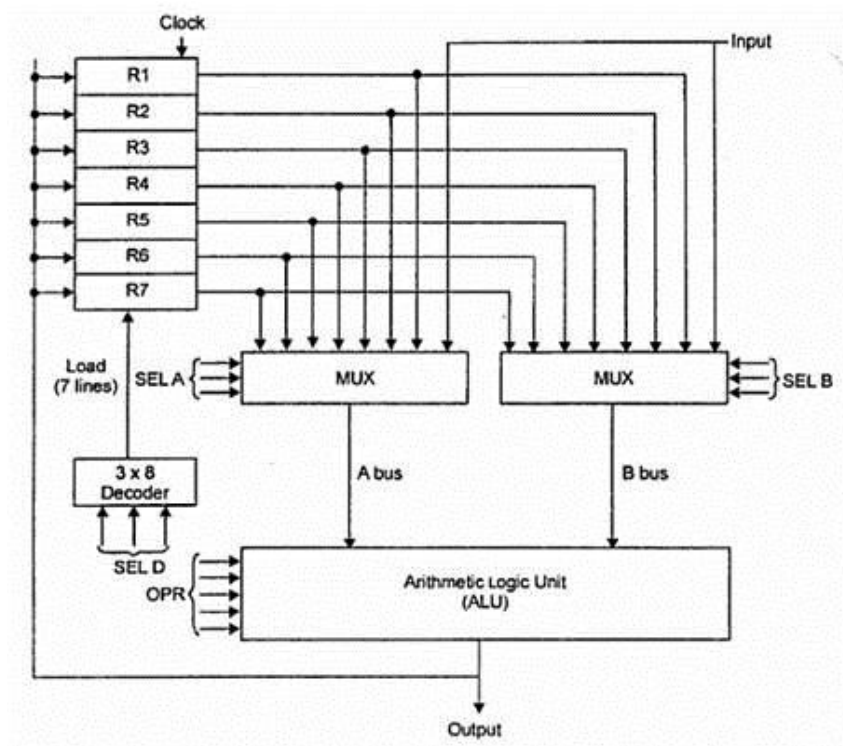 Clock
Input
R1
R2
R3
R4
R5
R6
R7
Load
(7 lines)
SEL A
MUX
MUX
SEL B
A bus
B bus
3 x 8
Decoder
SEL D
OPR
Arithmetic Logic Unit
(ALU)
Output